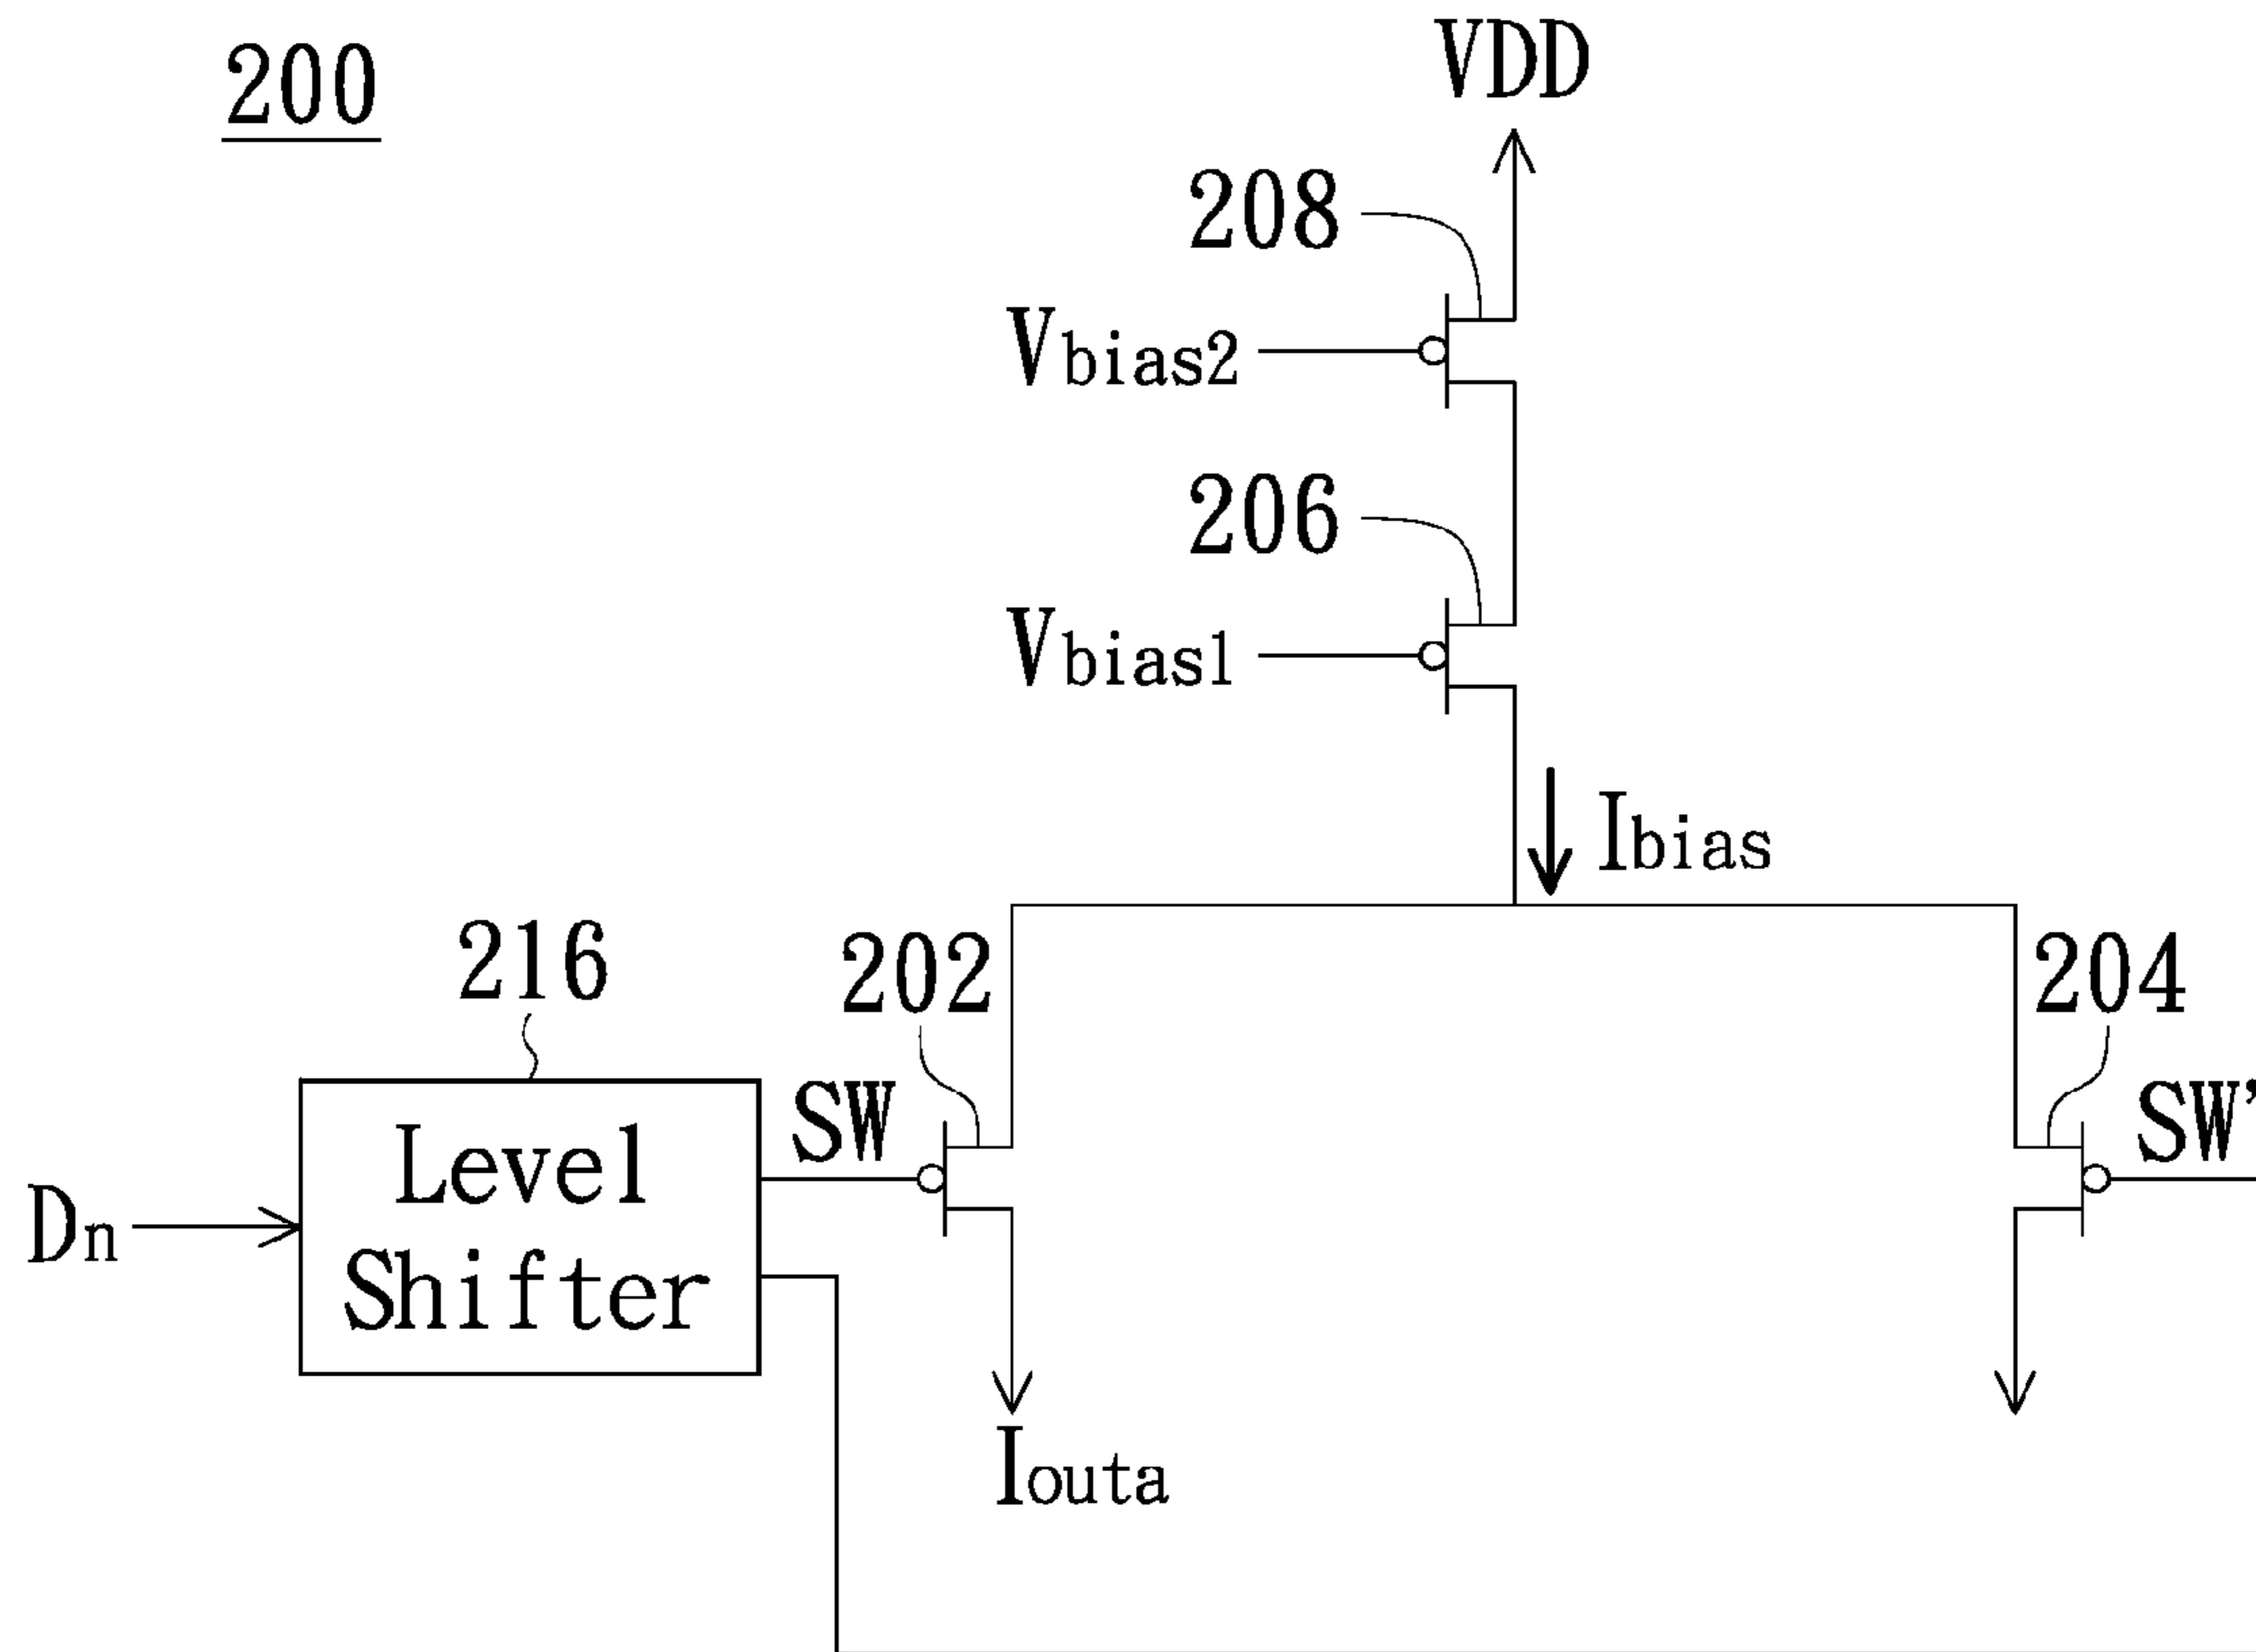 200
VDD
208
Vbias2
206
Vbias1
Ibias
216
202
204
SW
SW'
Level
Shifter
Dn
Iouta